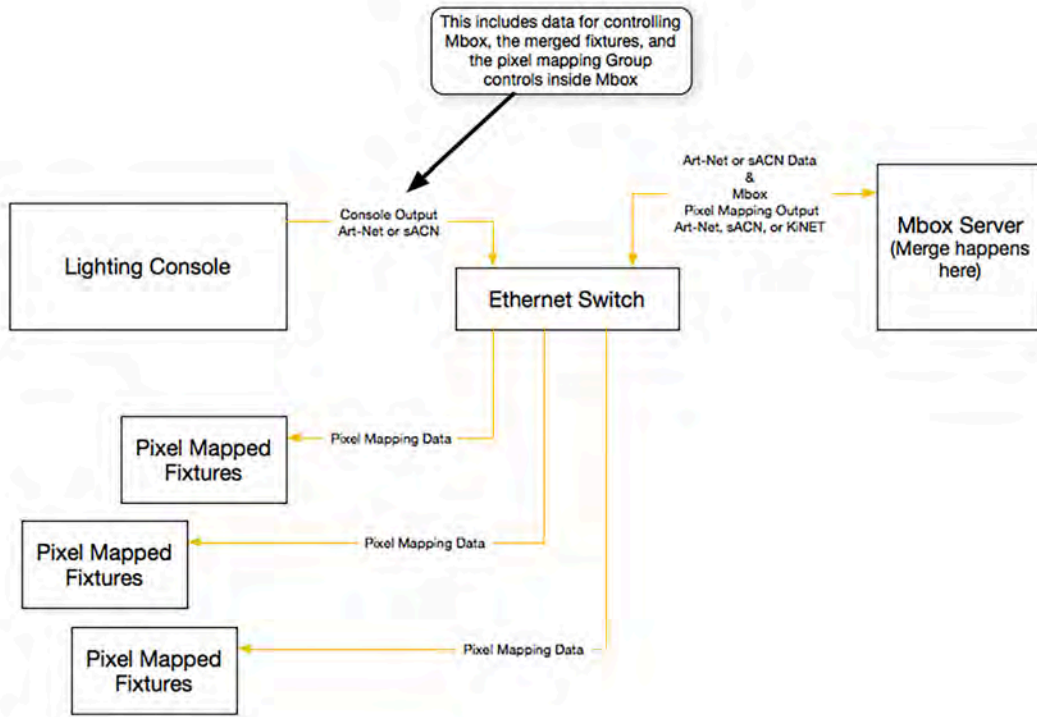 This includes data for controlling
Mbox, the merged fixtures, and
the pixel mapping Group
controls inside Mbox
Art-Net or sACN Data
&
Mbox
Pixel Mapping Output
Art-Net, sACN, or KiNET
Lighting Console
Console Output
Art-Net or sACN
Ethernet Switch
Mbox Server
(Merge happens
here)
Pixel Mapped
Fixtures
Pixel Mapping Data
Pixel Mapped
Fixtures
Pixel Mapping Data
Pixel Mapped
Fixtures
Pixel Mapping Data